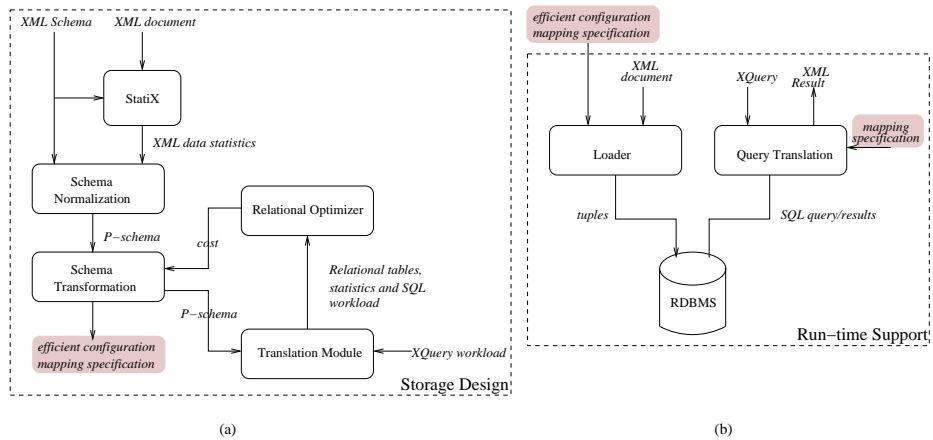 XML Schema
XML document
StatiX
XML data statistics
Schema
Normalization
P-schema
Schema
Transformation
efficient configuration
mapping specification
Relational Optimizer
cost
Relational tables,
statistics and SQL
workload
P-schema
Translation Module
XQuery workload
Storage Design
(a)
efficient configuration
mapping specification
XML
document
XQuery
XML
Result
Loader
Query Translation
mapping
specification
tuples
SQL query/results
RDBMS
Run-time Support
(b)